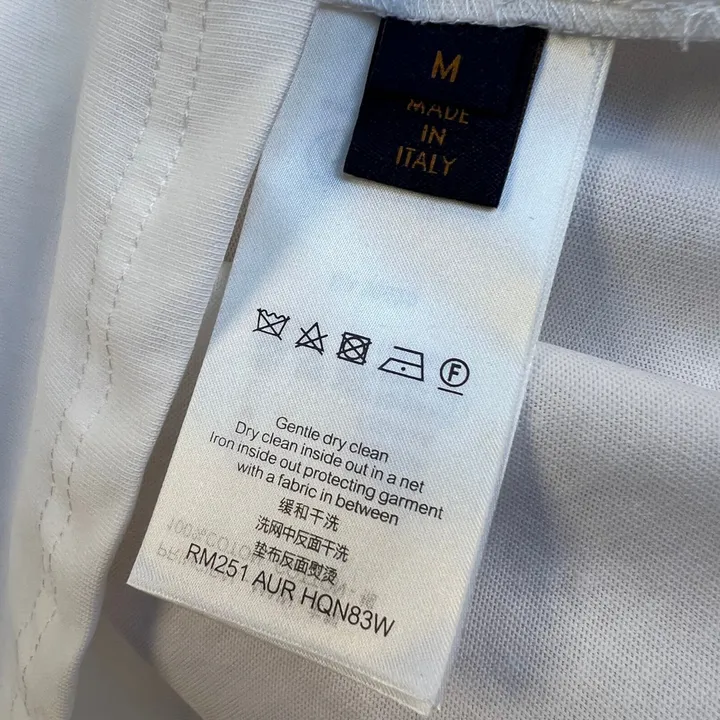 M
MADE
IN
ITALY
F
Gentle dry clean
Dry clean inside out in a net
Iron inside out protecting garment
with a fabric in between
缓和干洗
洗网中反面干洗
垫布反面熨烫
RM251 AUR HQN83W